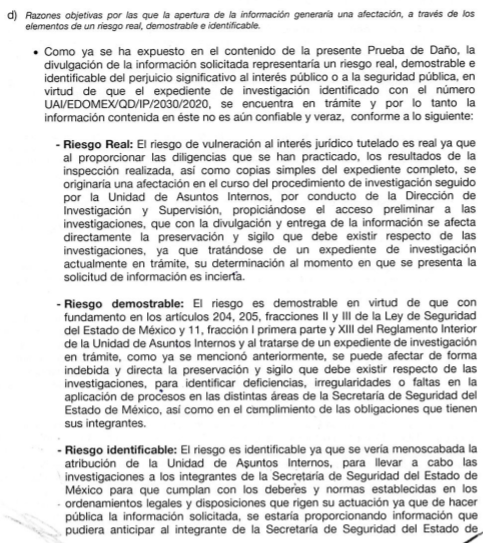 d) Razones objetivas por las que la apertura de la información generaría una afectación, a través de los
elementos de un riesgo real, demostrable e identificable.
• Como ya se ha expuesto en el contenido de la presente Prueba de Daño, la
divulgación de la información solicitada representaría un riesgo real, demostrable e
identificable del perjuicio significativo al interés público o a la seguridad pública, en
virtud de que el expediente de investigación identificado con el número
UAI/EDOMEX/QD/IP/2030/2020, se encuentra en trámite y por lo tanto la
información contenida en éste no es aún confiable y veraz, conforme a lo siguiente:
- Riesgo Real: El riesgo de vulneración al interés jurídico tutelado es real ya que
al proporcionar las diligencias que se han practicado, los resultados de la
inspección realizada, así como copias simples del expediente completo, se
originaría una afectación en el curso del procedimiento de investigación seguido
por la Unidad de Asuntos Internos, por conducto de la Dirección de
Investigación y Supervisión, propiciándose el acceso preliminar a las
investigaciones, que con la divulgación y entrega de la información se afecta
directamente la preservación y sigilo que debe existir respecto de las
investigaciones, ya que tratándose de un expediente de investigación
actualmente en trámite, su determinación al momento en que se presenta la
solicitud de información es incierta.
- Riesgo demostrable: El riesgo es demostrable en virtud de que con
fundamento en los artículos 204, 205, fracciones II y III de la Ley de Seguridad
del Estado de México y 11, fracción I primera parte y XIII del Reglamento Interior
de la Unidad de Asuntos Internos y al tratarse de un expediente de investigación
en trámite, como ya se mencionó anteriormente, se puede afectar de forma
indebida y directa la preservación y sigilo que debe existir respecto de las
investigaciones, para identificar deficiencias, irregularidades o faltas en la
aplicación de procesos en las distintas áreas de la Secretaría de Seguridad del
Estado de México, así como en el cumplimiento de las obligaciones que tienen
sus integrantes.
- Riesgo identificable: El riesgo es identificable ya que se vería menoscabada la
atribución de la Unidad de Asuntos Internos, para llevar a cabo las
investigaciones a los integrantes de la Secretaría de Seguridad del Estado de
México para que cumplan con los deberes y normas establecidas en los
ordenamientos legales y disposiciones que rigen su actuación ya que de hacer
pública la información solicitada, se estaría proporcionando información que
pudiera anticipar al integrante de la Secretaría de Seguridad del Estado de